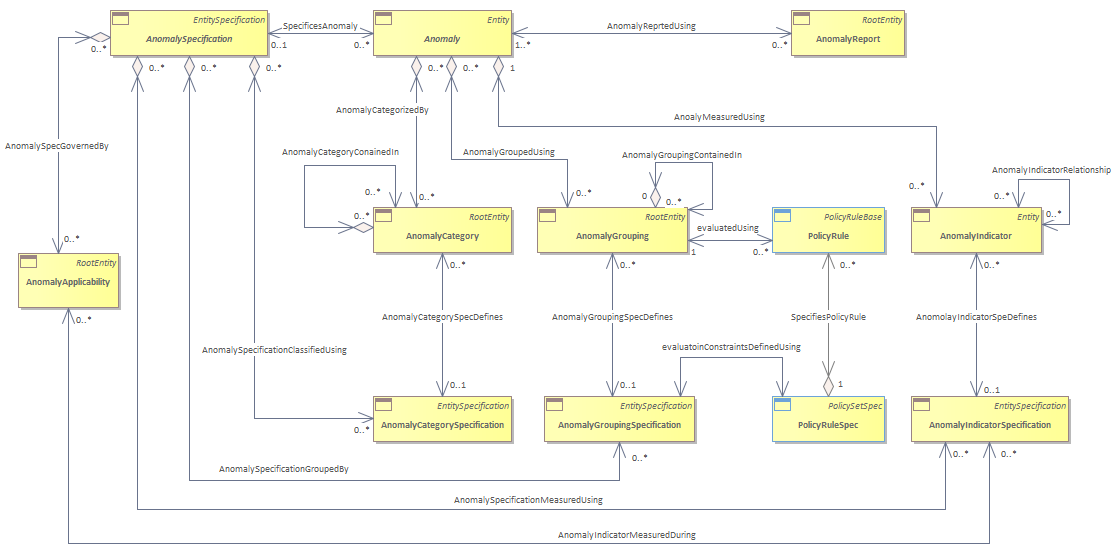 EntitySpecification
AnomalySpecification
SpecificesAnomaly
Entity
Anomaly
AnomalyReprtedUsing
RootEntity
AnomalyReport
0..*
0..1
0..*
1..*
0..*
0..*
0..*
0..*
0..*
0..*
1
AnomalyCategorizedBy
AnoalyMeasuredUsing
AnomalySpecGovernedBy
AnomalyCategoryConainedIn
AnomalyGroupedUsing
AnomalyGroupingContainedIn
AnomalyIndicatorRelationship
0..*
0..*
0..*
0
0..*
0..*
0..*
0..*
0..*
RootEntity
AnomalyCategory
RootEntity
AnomalyGrouping
evaluatedUsing
1
0..*
PolicyRuleBase
PolicyRule
Entity
AnomalyIndicator
0..*
RootEntity
AnomalyApplicability
0..*
0..*
0..*
0..*
0..*
AnomalyCategorySpecDefines
AnomalyGroupingSpecDefines
SpecifiesPolicyRule
AnomolayIndicatorSpeDefines
AnomalySpecificationClassifiedUsing
evaluatoinConstraintsDefinedUsing
0..1
0..1
1
0..1
EntitySpecification
AnomalyCategorySpecification
EntitySpecification
AnomalyGroupingSpecification
PolicySetSpec
PolicyRuleSpec
EntitySpecification
AnomalyIndicatorSpecification
0..*
0..*
0..*
0..*
AnomalySpecificationGroupedBy
AnomalySpecificationMeasuredUsing
AnomalyIndicatorMeasuredDuring